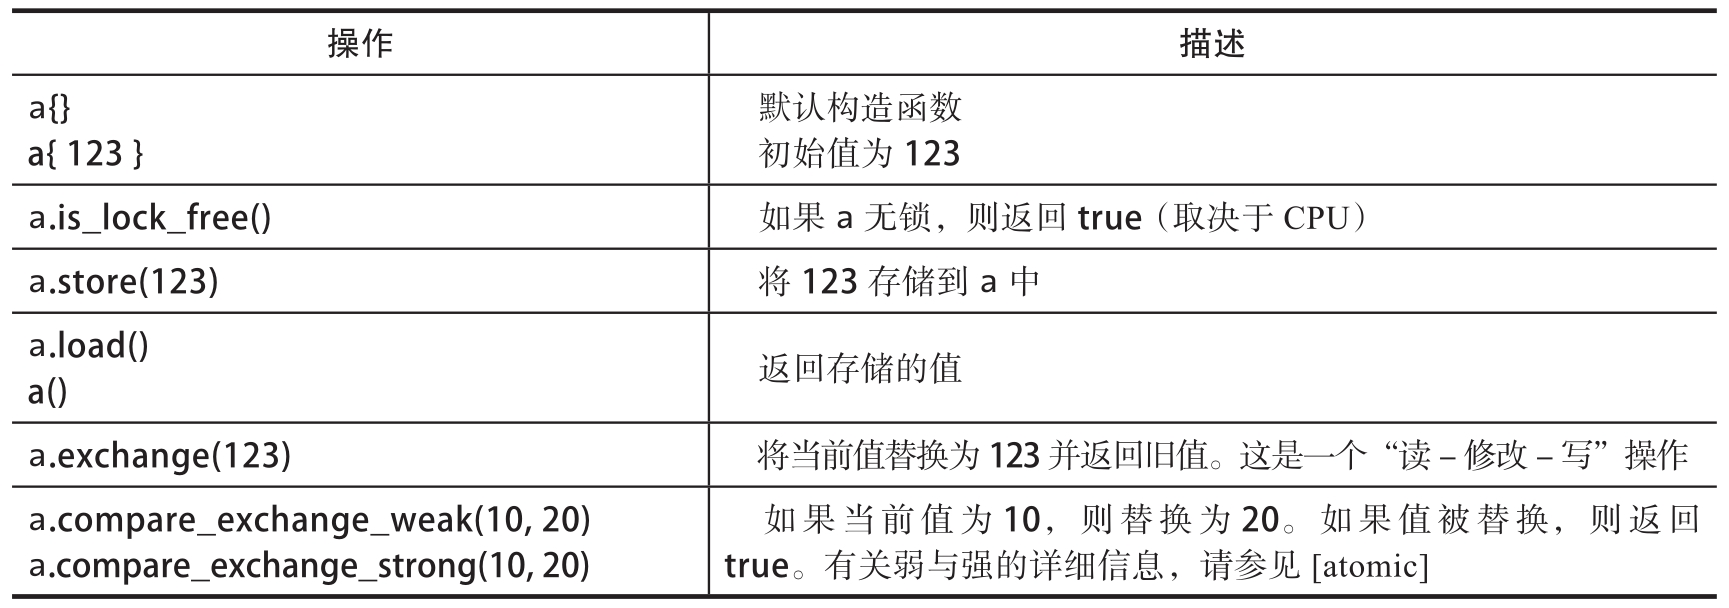 操作 描述
a{} 默认构造函数
a{ 123 } 初始值为 123
a.is_lock_free() 如果 a 无锁，则返回 true（取决于 CPU）
a.store(123) 将 123 存储到 a 中
a.load()
a()
返回存储的值
a.exchange(123) 将当前值替换为 123 并返回旧值。这是一个“读 – 修改 – 写”操作
a.compare_exchange_weak(10, 20) 如果当前值为 10，则替换为 20。如果值被替换，则返回
a.compare_exchange_strong(10, 20) true。有关弱与强的详细信息，请参见 [atomic]